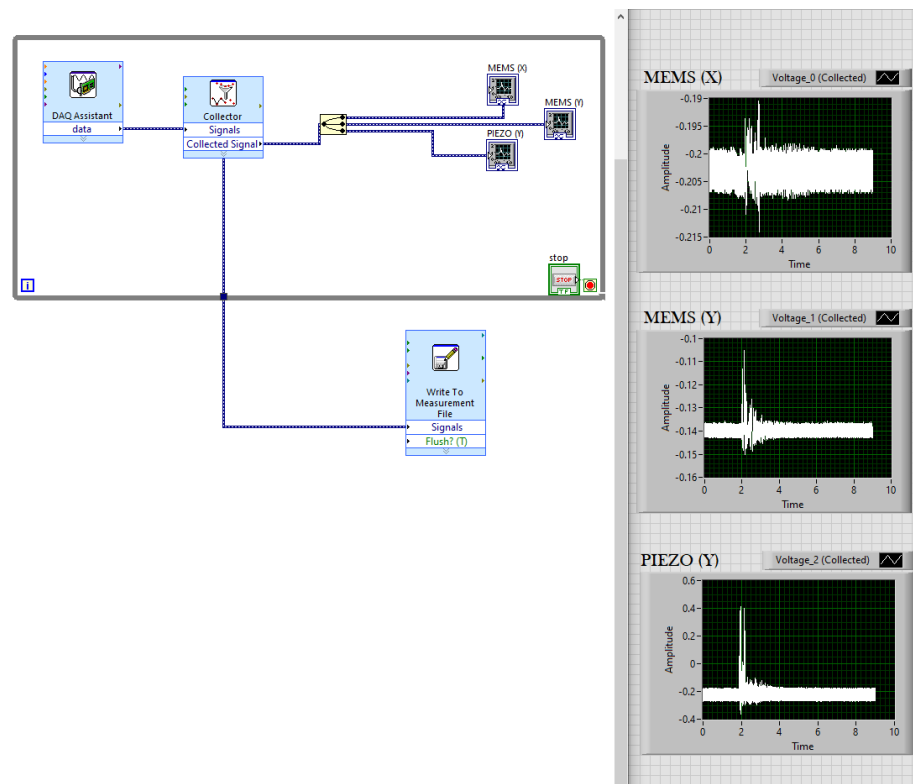 DAQ Assistant
data
Collector
Signals
Collected Signal
MEMS (X)
MEMS (Y)
PIEZO (Y)
i
stop
STOP
TF
Write To
Measurement
File
Signals
Flush? (T)
MEMS (X)
Voltage_0 (Collected)
Amplitude
-0.19
-0.195
-0.2
-0.205
-0.21
-0.215
0 2 4 6 8 10
Time
MEMS (Y)
Voltage_1 (Collected)
Amplitude
-0.1
-0.11
-0.12
-0.13
-0.14
-0.15
-0.16
0 2 4 6 8 10
Time
PIEZO (Y)
Voltage_2 (Collected)
Amplitude
0.6
0.4
0.2
0
-0.2
-0.4
0 2 4 6 8 10
Time